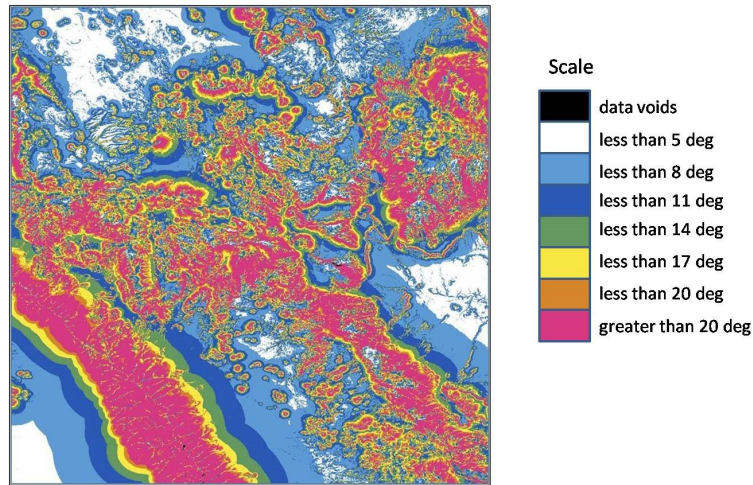 Scale
data voids
less than 5 deg
less than 8 deg
less than 11 deg
less than 14 deg
less than 17 deg
less than 20 deg
greater than 20 deg